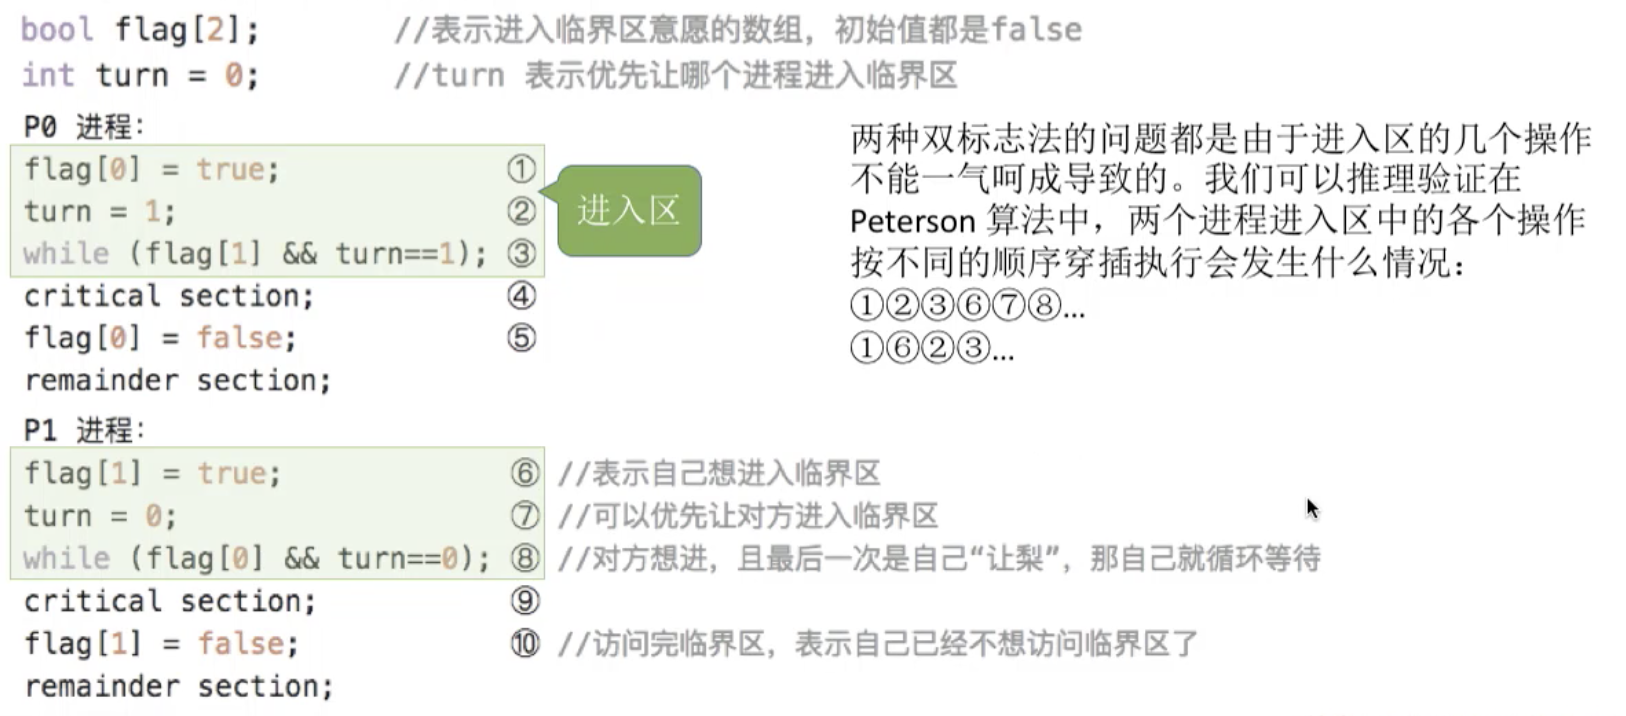 bool flag[2]; //表示进入临界区意愿的数组，初始值都是false
int turn = 0; //turn 表示优先让哪个进程进入临界区
P0 进程：
flag[0] = true; ①
turn = 1; ②
while (flag[1] && turn==1); ③
critical section; ④
flag[0] = false; ⑤
remainder section;
进入区
两种双标志法的问题都是由于进入区的几个操作
不能一气呵成导致的。我们可以推理验证在
Peterson 算法中，两个进程进入区中的各个操作
按不同的顺序穿插执行会发生什么情况：
①②③⑥⑦⑧...
①⑥②③...
P1 进程：
flag[1] = true; ⑥ //表示自己想进入临界区
turn = 0; ⑦ //可以优先让对方进入临界区
while (flag[0] && turn==0); ⑧ //对方想进，且最后一次是自己“让梨”，那自己就循环等待
critical section; ⑨
flag[1] = false; ⑩ //访问完临界区，表示自己已经不想访问临界区了
remainder section;